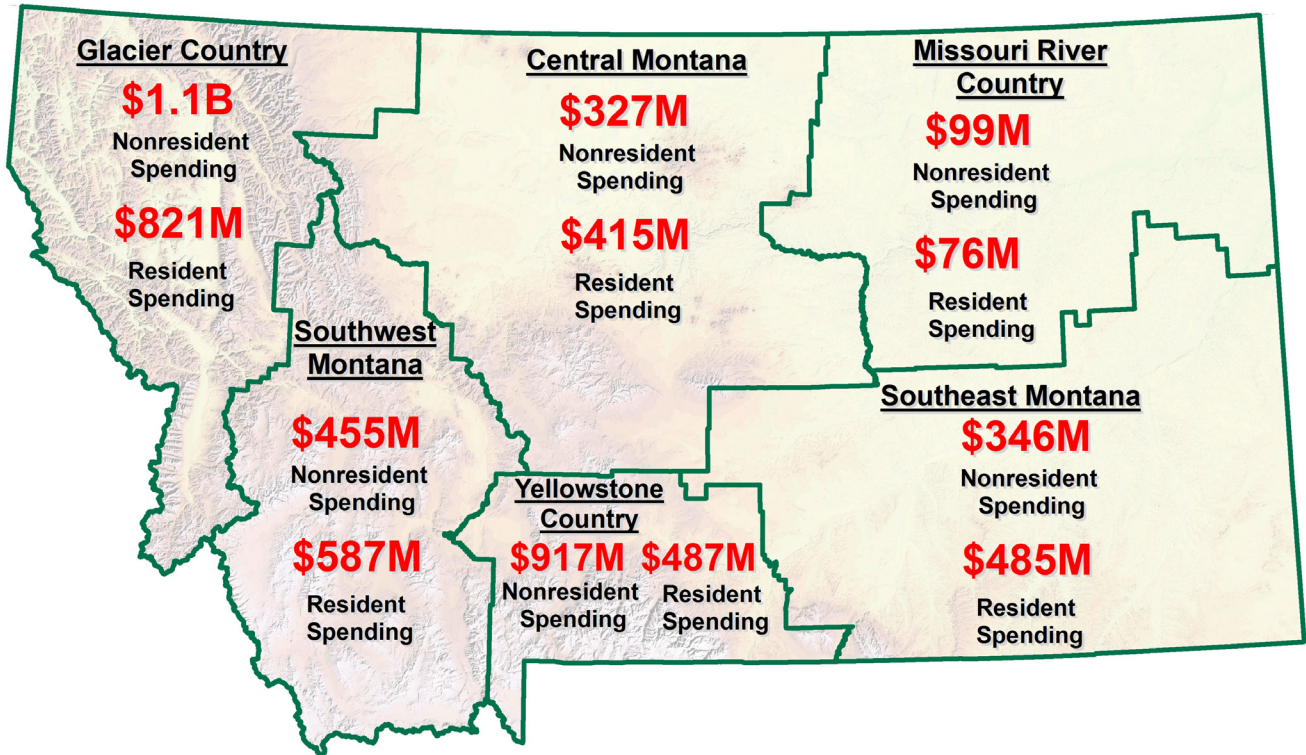 Glacier Country
$1.1B
Nonresident
Spending
$821M
Resident
Spending
Central Montana
$327M
Nonresident
Spending
$415M
Resident
Spending
Missouri River
Country
$99M
Nonresident
Spending
$76M
Resident
Spending
Southwest
Montana
$455M
Nonresident
Spending
$587M
Resident
Spending
Yellowstone
Country
$917M
Nonresident
Spending
$487M
Resident
Spending
Southeast Montana
$346M
Nonresident
Spending
$485M
Resident
Spending